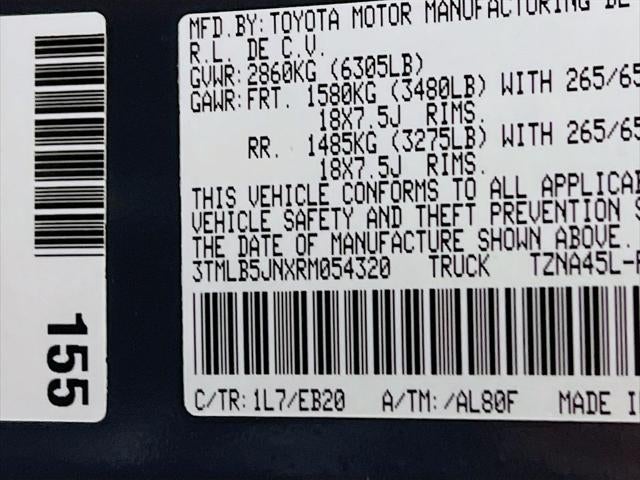 MFD.BY: TOYOTA MOTOR MANUFACTURING DE
R.L. DE C.V.
GVWR: 2860KG (6305LB)
GAWR: FRT. 1580KG (3480LB) WITH 265/65
18X7.5J RIMS.
RR. 1485KG (3275LB) WITH 265/65
18X7.5J RIMS.
THIS VEHICLE CONFORMS TO ALL APPLICAB
VEHICLE SAFETY AND THEFT PREVENTION S
THE DATE OF MANUFACTURE SHOWN ABOVE.
3TMLB5JNXRM054320 TRUCK TZNA45L-
C/TR: 1L7/EB20 A/TM: /AL80F MADE I
155